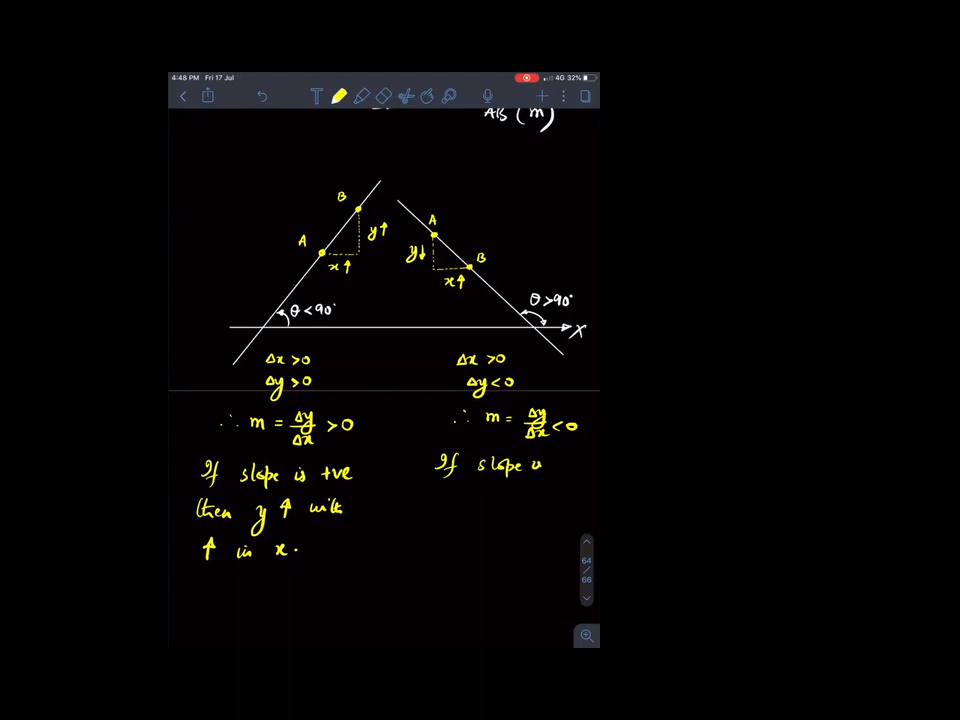 4:48 PM Fri 17 Jul
4G 32%
T
AB (m)
B
A
y↑
x↑
θ < 90°
A
B
y↓
x↑
θ > 90°
X
Δx > 0
Δy > 0
∴ m = Δy/Δx > 0
If slope is +ve
then y ↑ with
↑ in x.
Δx > 0
Δy < 0
∴ m = Δy/Δx < 0
If slope is
64
/
66